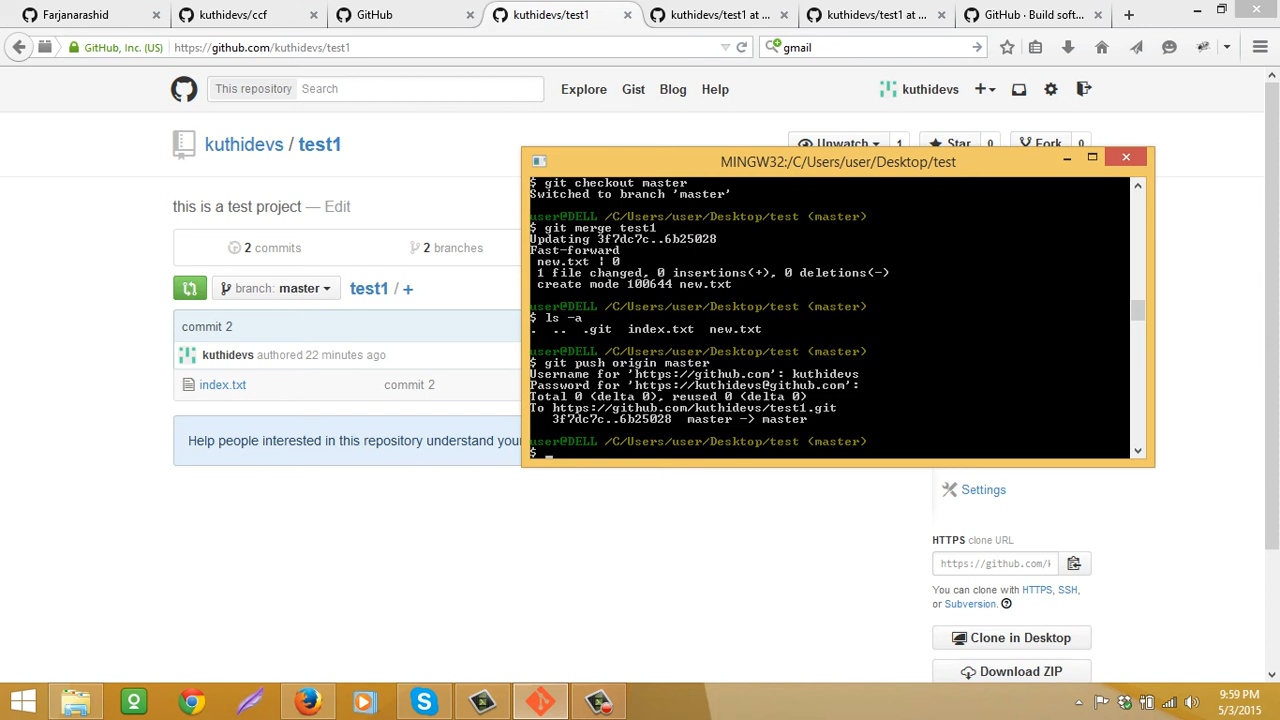 Farjanarashid
kuthidevs/ccf
GitHub
kuthidevs/test1
kuthidevs/test1 at ...
kuthidevs/test1 at ...
GitHub · Build soft...
GitHub, Inc. (US)
https://github.com/kuthidevs/test1
gmail
This repository
Search
Explore
Gist
Blog
Help
kuthidevs
kuthidevs / test1
Unwatch
1
Star
0
Fork
0
this is a test project — Edit
2 commits
2 branches
branch: master
test1 / +
commit 2
kuthidevs authored 22 minutes ago
index.txt
commit 2
Help people interested in this repository understand you
MINGW32:/C/Users/user/Desktop/test
$ git checkout master
Switched to branch 'master'
user@DELL /C/Users/user/Desktop/test (master)
$ git merge test1
Updating 3f7dc7c..6b25028
Fast-forward
new.txt | 0
1 file changed, 0 insertions(+), 0 deletions(-)
create mode 100644 new.txt
user@DELL /C/Users/user/Desktop/test (master)
$ ls -a
. .. .git index.txt new.txt
user@DELL /C/Users/user/Desktop/test (master)
$ git push origin master
Username for 'https://github.com': kuthidevs
Password for 'https://kuthidevs@github.com':
Total 0 (delta 0), reused 0 (delta 0)
To https://github.com/kuthidevs/test1.git
3f7dc7c..6b25028 master -> master
user@DELL /C/Users/user/Desktop/test (master)
$ _
Settings
HTTPS clone URL
https://github.com/k
You can clone with HTTPS, SSH,
or Subversion.
Clone in Desktop
Download ZIP
9:59 PM
5/3/2015